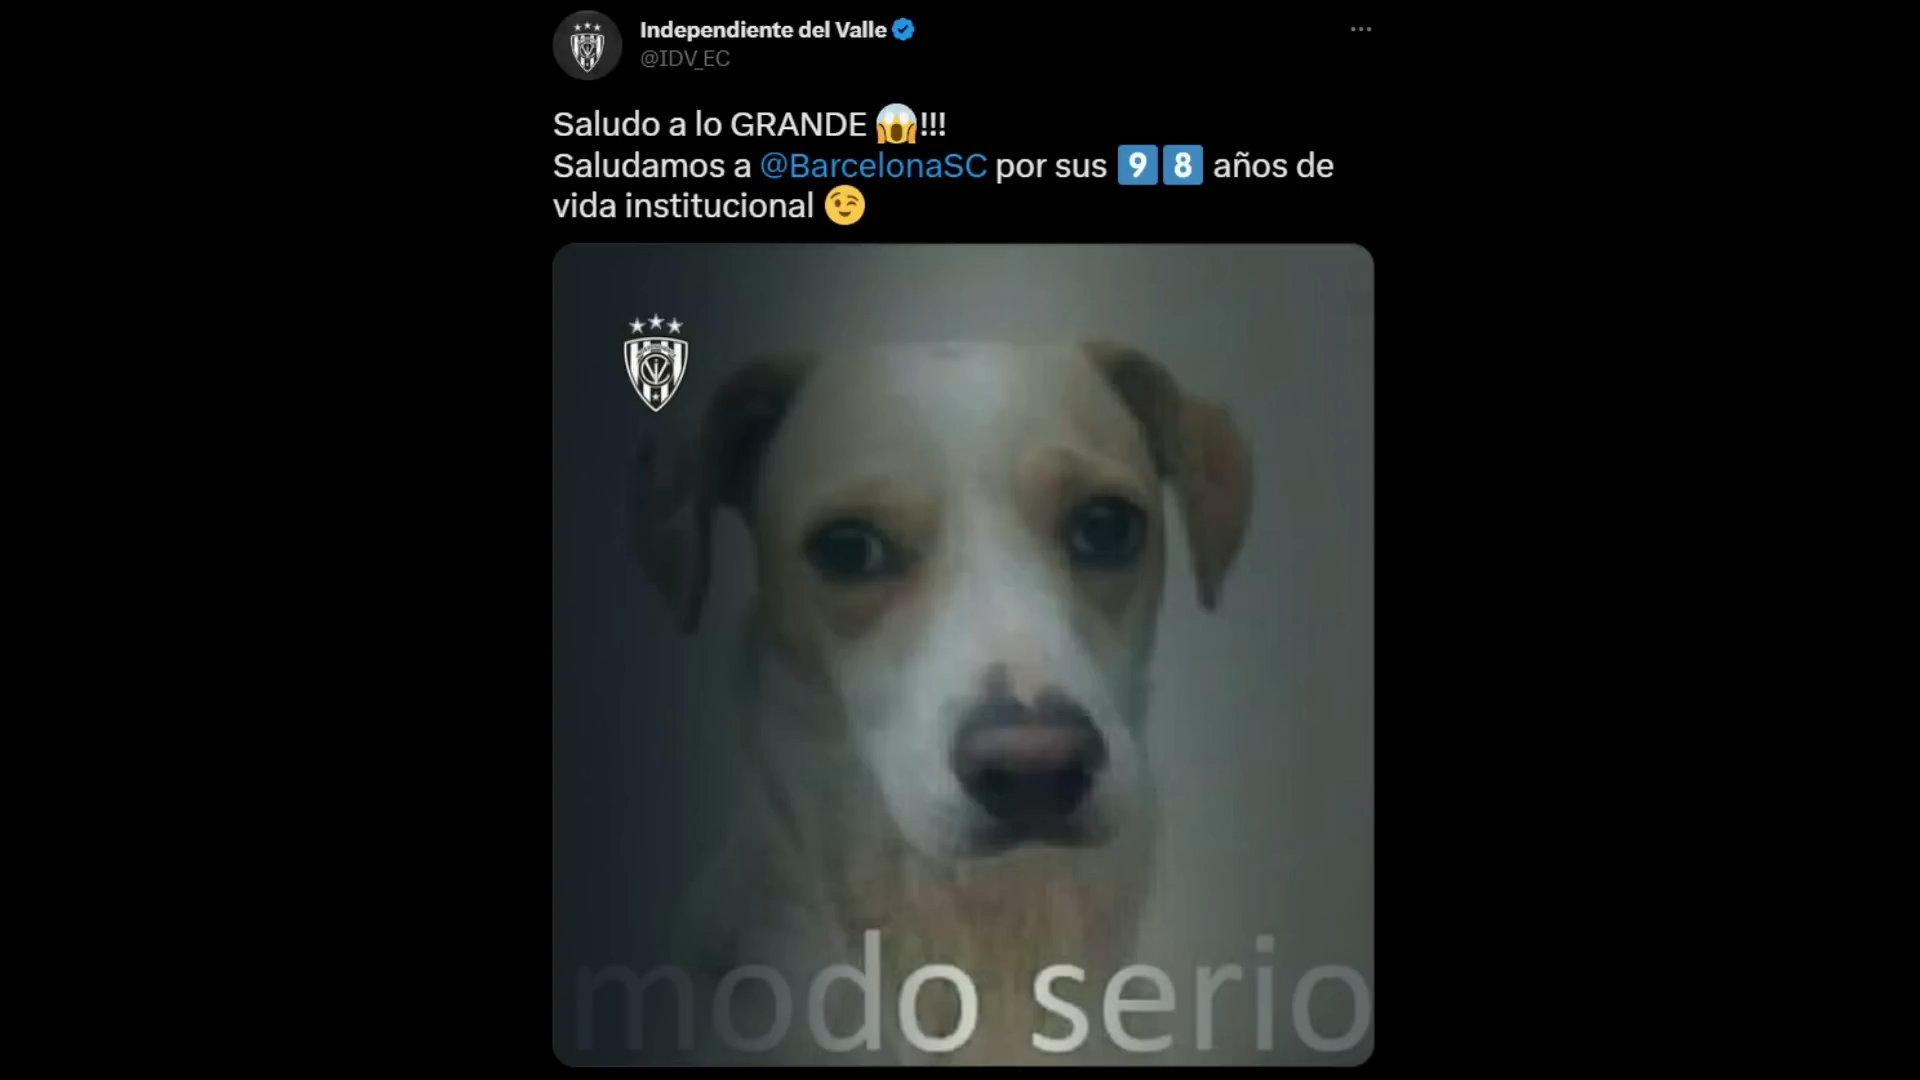 Independiente del Valle
@IDV_EC
Saludo a lo GRANDE 😱!!!
Saludamos a @BarcelonaSC por sus 9️⃣8️⃣ años de
vida institucional 😉
modo serio